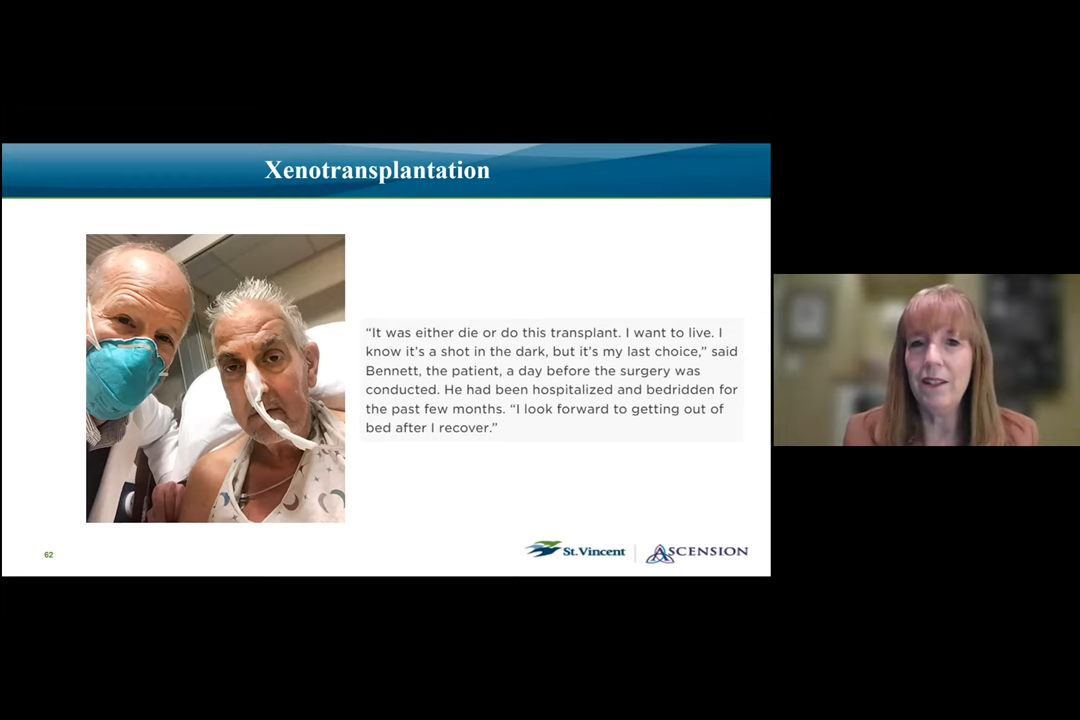 Xenotransplantation
“It was either die or do this transplant. I want to live. I
know it’s a shot in the dark, but it’s my last choice,” said
Bennett, the patient, a day before the surgery was
conducted. He had been hospitalized and bedridden for
the past few months. “I look forward to getting out of
bed after I recover.”
62
St.Vincent
ASCENSION